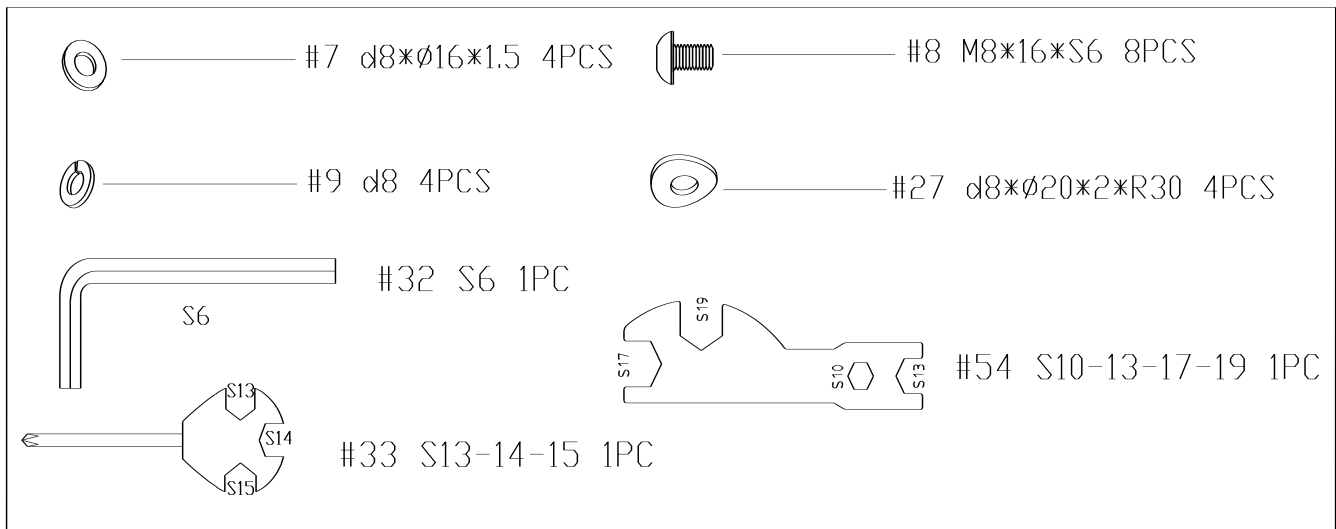 #7 d8*Ø16*1.5 4PCS
#8 M8*16*S6 8PCS
#9 d8 4PCS
#27 d8*Ø20*2*R30 4PCS
#32 S6 1PC
S6
S19
S17
S10
S13
#54 S10-13-17-19 1PC
S13
S14
S15
#33 S13-14-15 1PC